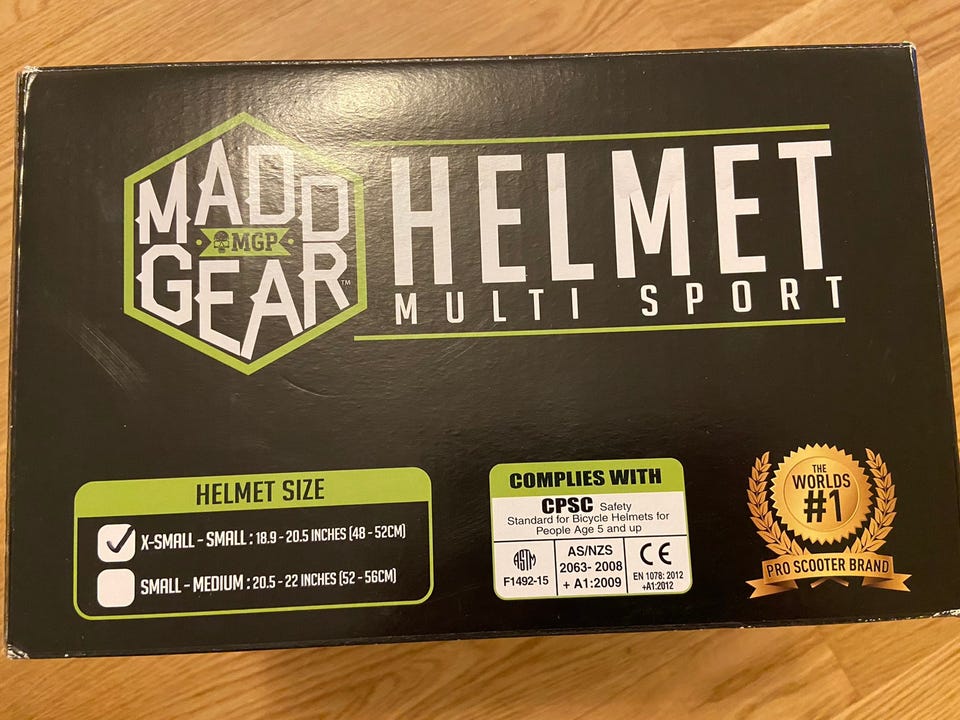 MADD
MGP
GEAR™
HELMET
MULTI SPORT
HELMET SIZE
X-SMALL - SMALL : 18.9 - 20.5 INCHES (48 - 52CM)
SMALL - MEDIUM : 20.5 - 22 INCHES (52 - 56CM)
COMPLIES WITH
CPSC Safety
Standard for Bicycle Helmets for
People Age 5 and up
ASTM
F1492-15
AS/NZS
2063- 2008
+ A1:2009
CE
EN 1078: 2012
+A1:2012
THE
WORLDS
#1
PRO SCOOTER BRAND